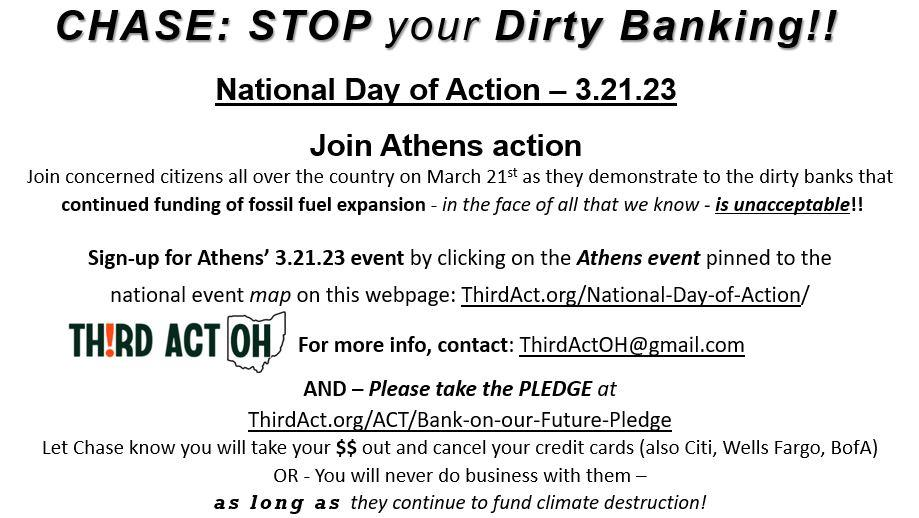 CHASE: STOP your Dirty Banking!!
National Day of Action – 3.21.23
Join Athens action
Join concerned citizens all over the country on March 21st as they demonstrate to the dirty banks that
continued funding of fossil fuel expansion - in the face of all that we know - is unacceptable!!
Sign-up for Athens’ 3.21.23 event by clicking on the Athens event pinned to the
national event map on this webpage: ThirdAct.org/National-Day-of-Action/
TH!RD ACT OH For more info, contact: ThirdActOH@gmail.com
AND – Please take the PLEDGE at
ThirdAct.org/ACT/Bank-on-our-Future-Pledge
Let Chase know you will take your $$ out and cancel your credit cards (also Citi, Wells Fargo, BofA)
OR - You will never do business with them –
as long as they continue to fund climate destruction!